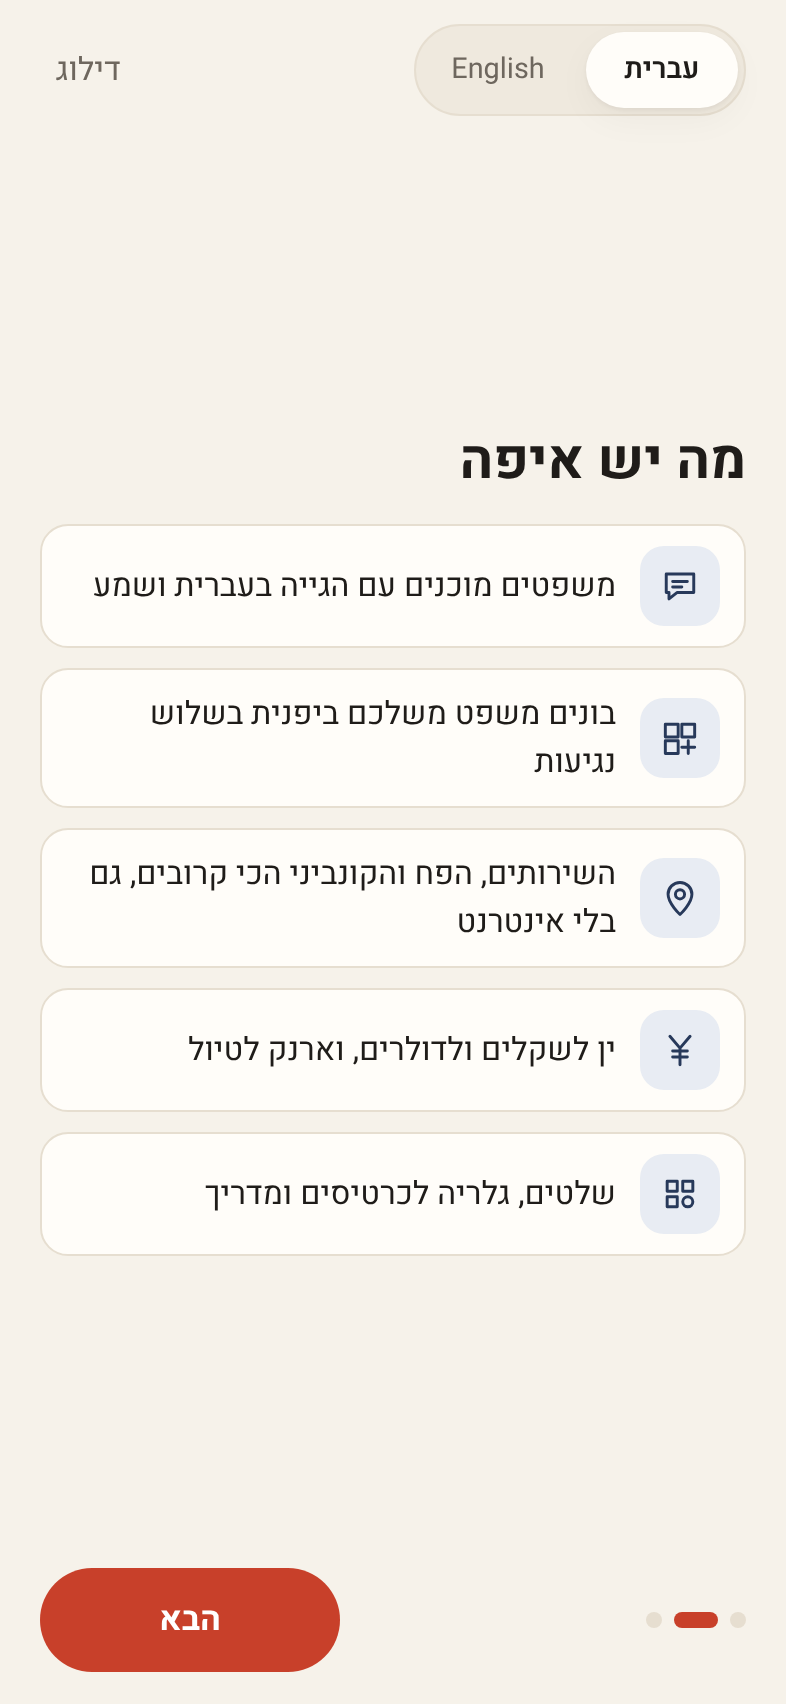 עברית
English
דילוג
מה יש איפה
משפטים מוכנים עם הגייה בעברית ושמע
בונים משפט משלכם ביפנית בשלוש
נגיעות
השירותים, הפח והקונביני הכי קרובים, גם
בלי אינטרנט
ין לשקלים ולדולרים, וארנק לטיול
שלטים, גלריה לכרטיסים ומדריך
הבא